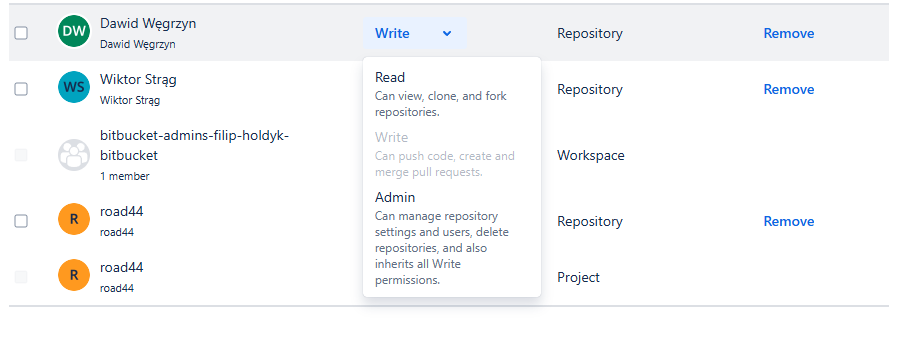 DW
Dawid Węgrzyn
Dawid Węgrzyn
Write
Repository
Remove
Read
Can view, clone, and fork
repositories.
Write
Can push code, create and
merge pull requests.
Admin
Can manage repository
settings and users, delete
repositories, and also
inherits all Write
permissions.
WS
Wiktor Strąg
Wiktor Strąg
Repository
Remove
bitbucket-admins-filip-holdyk-
bitbucket
1 member
Workspace
R
road44
road44
Repository
Remove
R
road44
road44
Project